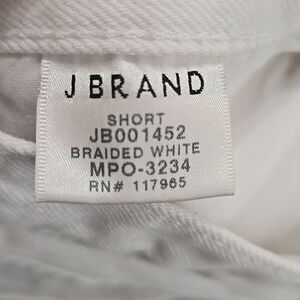 J BRAND
SHORT
JB001452
BRAIDED WHITE
MPO-3234
RN# 117965